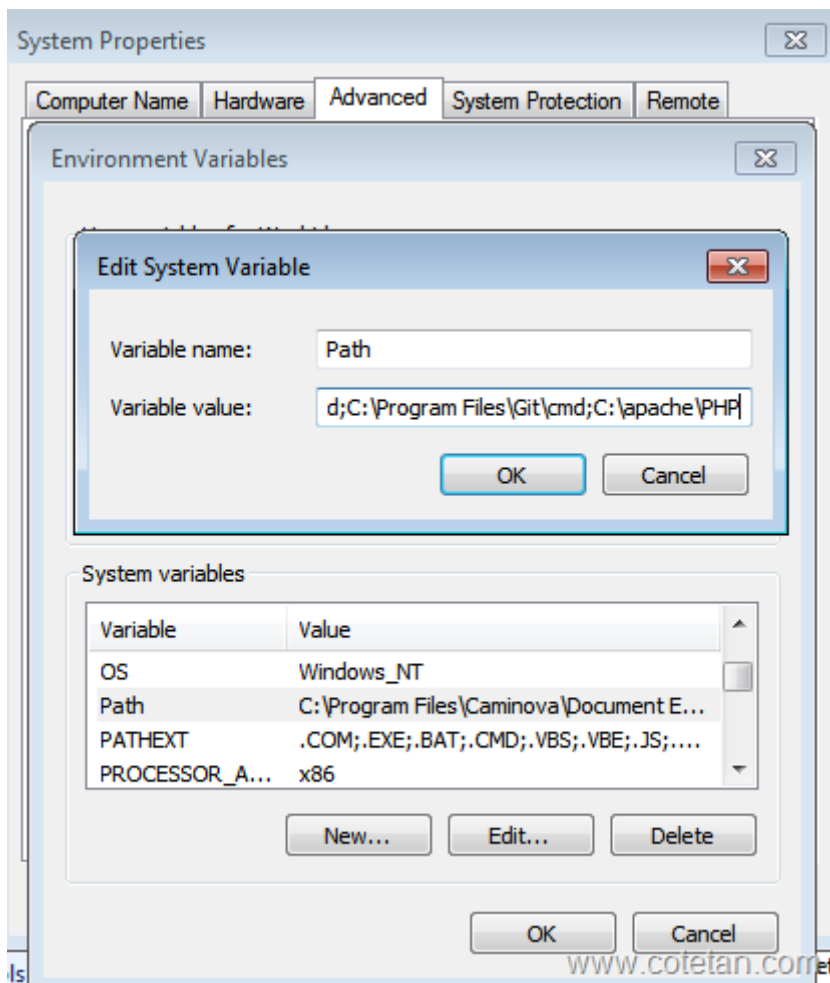 System Properties
Computer Name Hardware Advanced System Protection Remote
Environment Variables
Edit System Variable
Variable name: Path
Variable value: d;C:\Program Files\Git\cmd;C:\apache\PHP
OK Cancel
System variables
Variable Value
OS Windows_NT
Path C:\Program Files\Caminova\Document E...
PATHEXT .COM;.EXE;.BAT;.CMD;.VBS;.VBE;.JS;....
PROCESSOR_A... x86
New... Edit... Delete
OK Cancel
www.cotetan.com